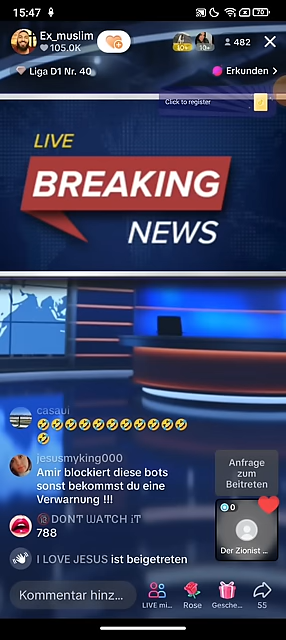 15:47
70
Ex_muslim
105.0K
10+
10+
482
Liga D1 Nr. 40
Erkunden
Click to register
LIVE
BREAKING
NEWS
casaui
jesusmyking000
Amir blockiert diese bots
sonst bekommst du eine
Verwarnung !!!
Anfrage
zum
Beitreten
🔞 DON'T WATCH iT
788
0
Der Zionist ...
I LOVE JESUS ist beigetreten
Kommentar hinz...
LIVE mi...
Rose
Gesche...
55